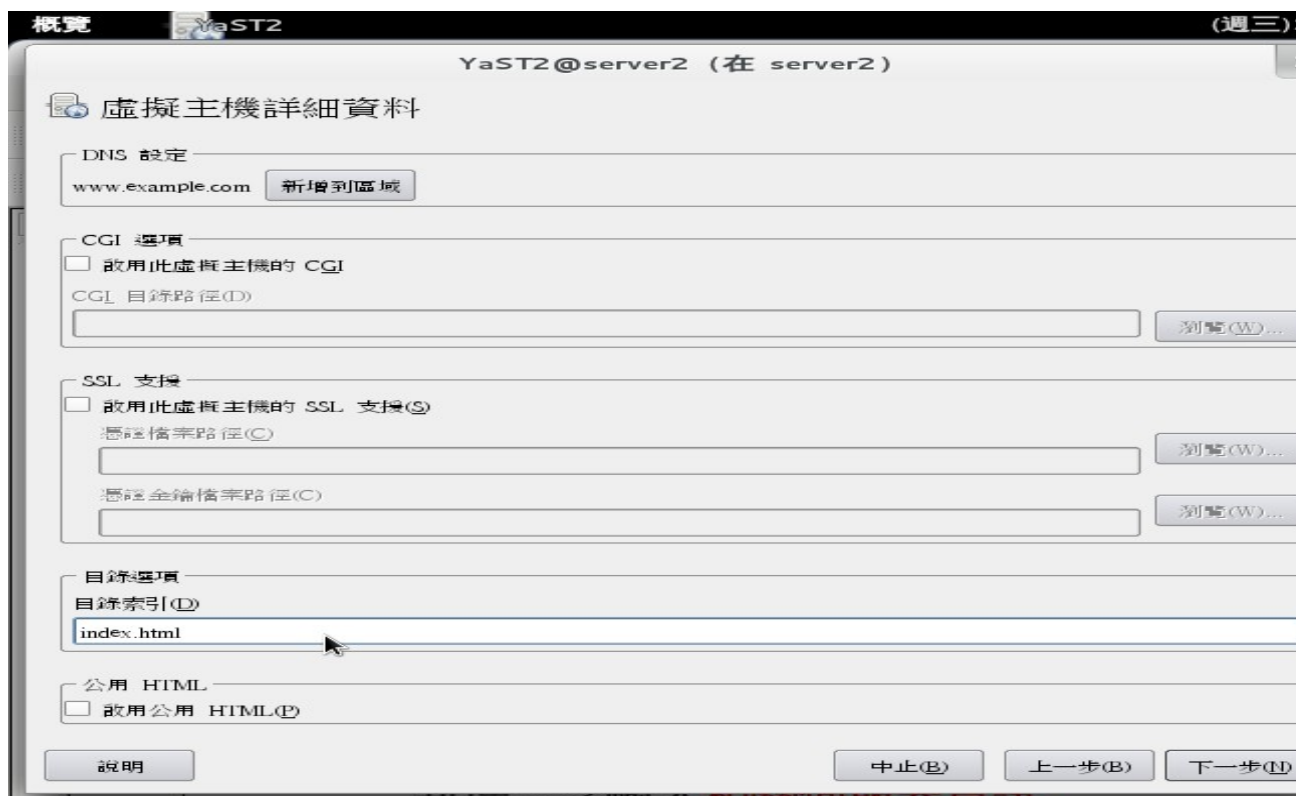 概覽 YaST2 (週三)
YaST2@server2 (在 server2)
虛擬主機詳細資料
DNS 設定
www.example.com 新增到區域
CGI 選項
啟用此虛擬主機的 CGI
CGI 目錄路徑(D)
瀏覽(W)...
SSL 支援
啟用此虛擬主機的 SSL 支援(S)
憑證檔案路徑(C)
瀏覽(W)...
憑證金鑰檔案路徑(C)
瀏覽(W)...
目錄選項
目錄索引(D)
index.html
公用 HTML
啟用公用 HTML(P)
說明 中止(B) 上一步(B) 下一步(N)